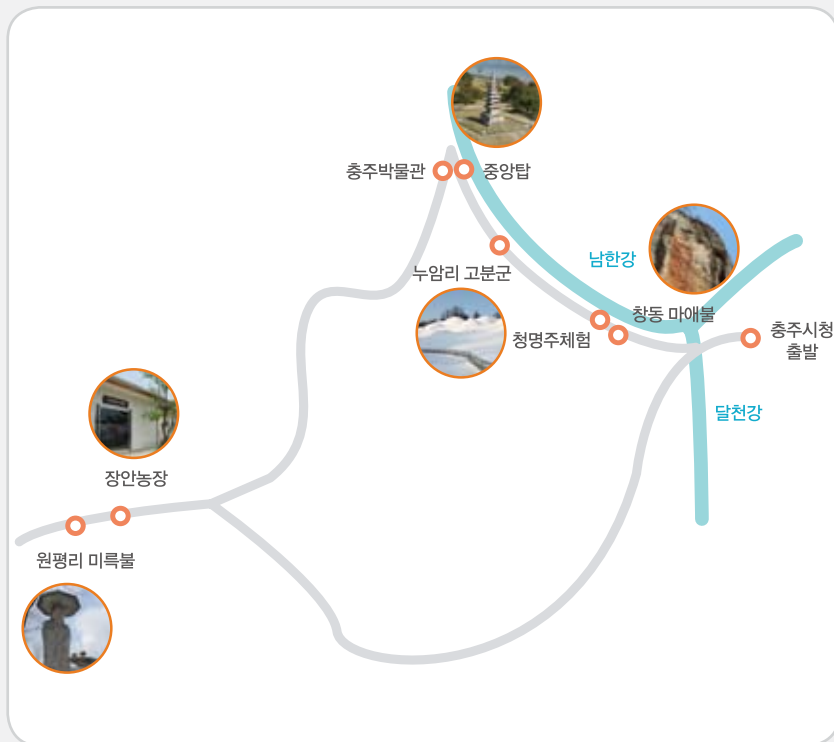 충주박물관
중앙탑
누암리 고분군
남한강
창동 마애불
청명주체험
충주시청
출발
달천강
장안농장
원평리 미륵불